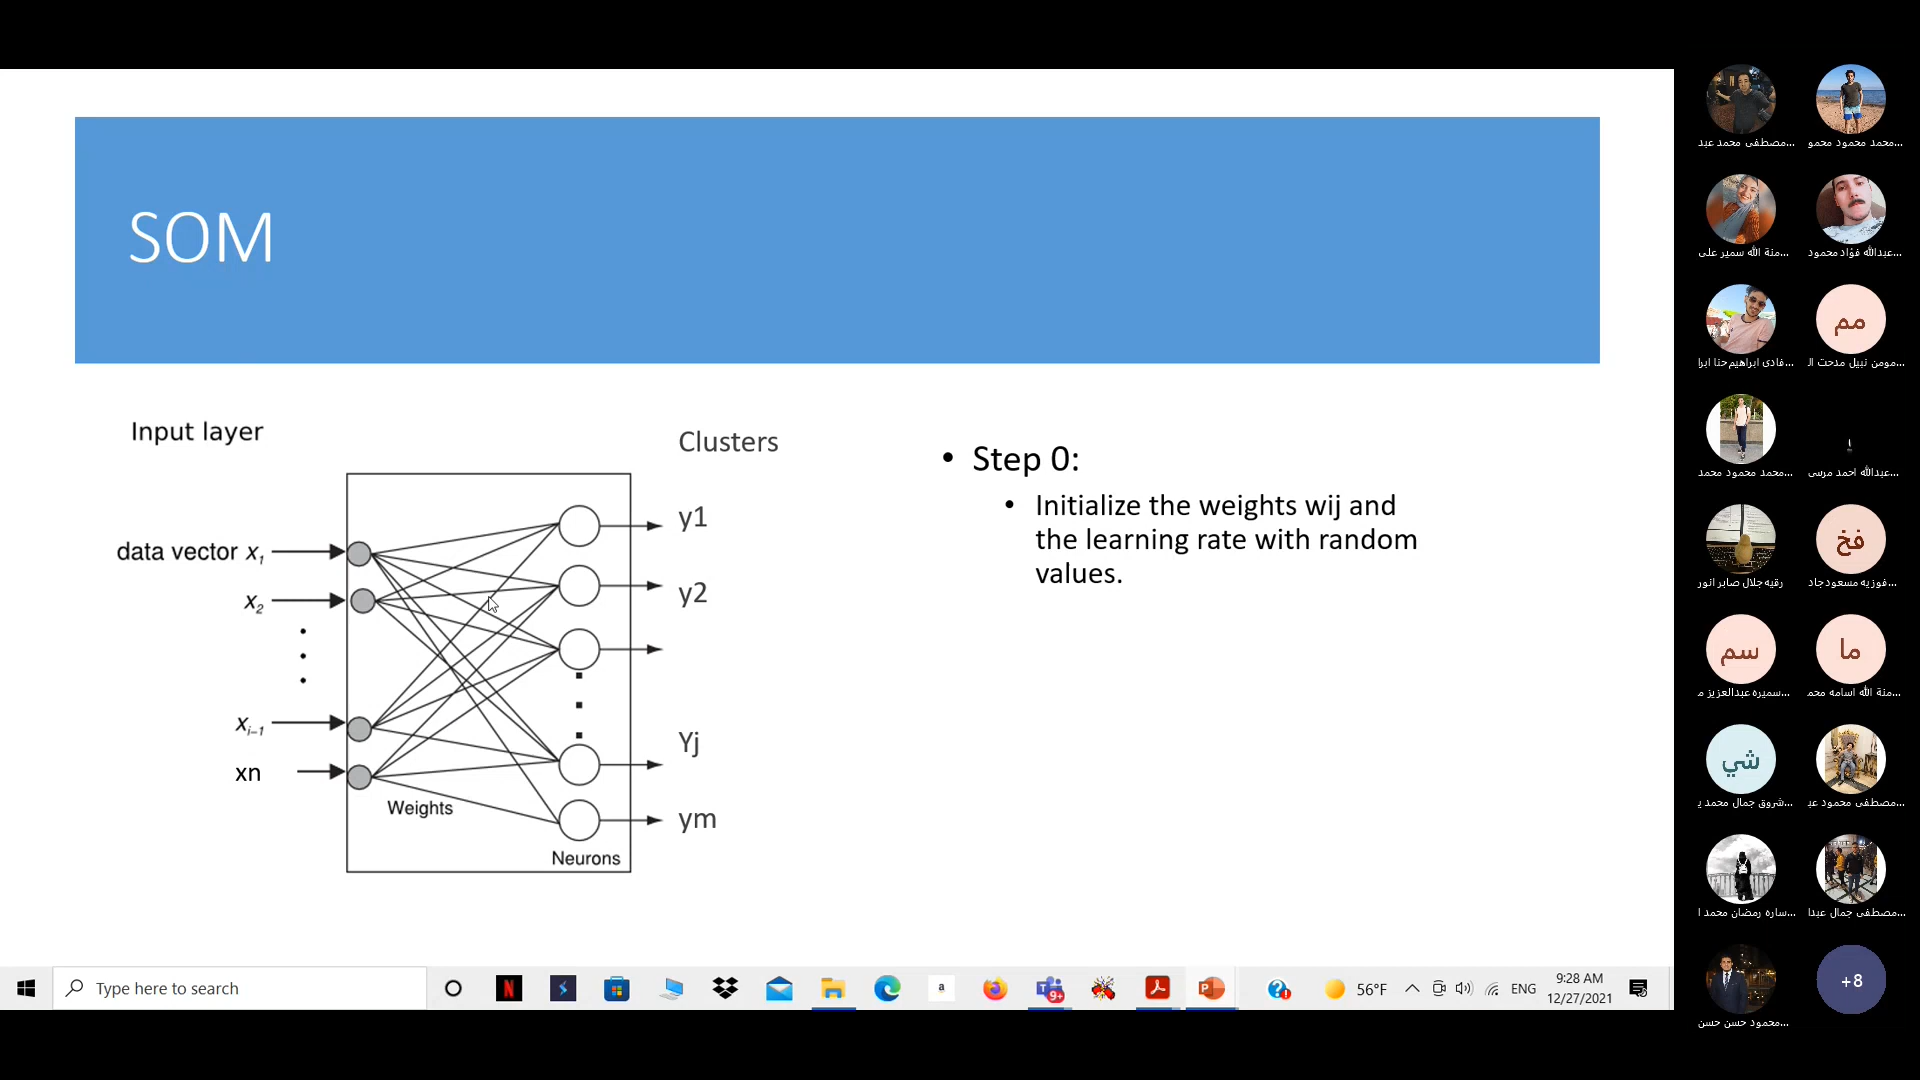 SOM
Input layer
Clusters
data vector x1
x2
xi–1
xn
Weights
Neurons
y1
y2
Yj
ym
• Step 0:
• Initialize the weights wij and
the learning rate with random
values.
مصطفى محمد عبد...
محمد محمود محمو...
منة الله سمير على...
عبدالله فؤاد محمود...
فادى ابراهيم حنا ابرا...
مم
مومن نبيل مدحت ال...
محمد محمود محمد...
عبدالله احمد مرسى...
رقيه جلال صابر انور
فخ
فوزيه مسعود جاد...
سم
سميره عبدالعزيز م...
ما
منة الله اسامه محمد...
شي
شروق جمال محمد ي...
مصطفى محمود عب...
ساره رمضان محمد ا...
مصطفى جمال عبدا...
محمود حسن حسن...
+8
Type here to search
N
a
9+
56°F
ENG
9:28 AM
12/27/2021